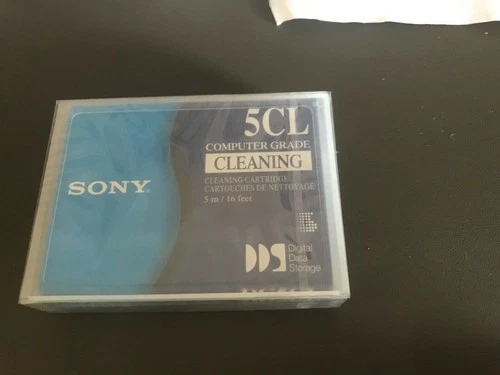 5CL
COMPUTER GRADE
CLEANING
SONY.
CLEANING CARTRIDGE
CARTOUCHES DE NETTOYAGE
5 m / 16 feet
DDS Digital
Data
Storage